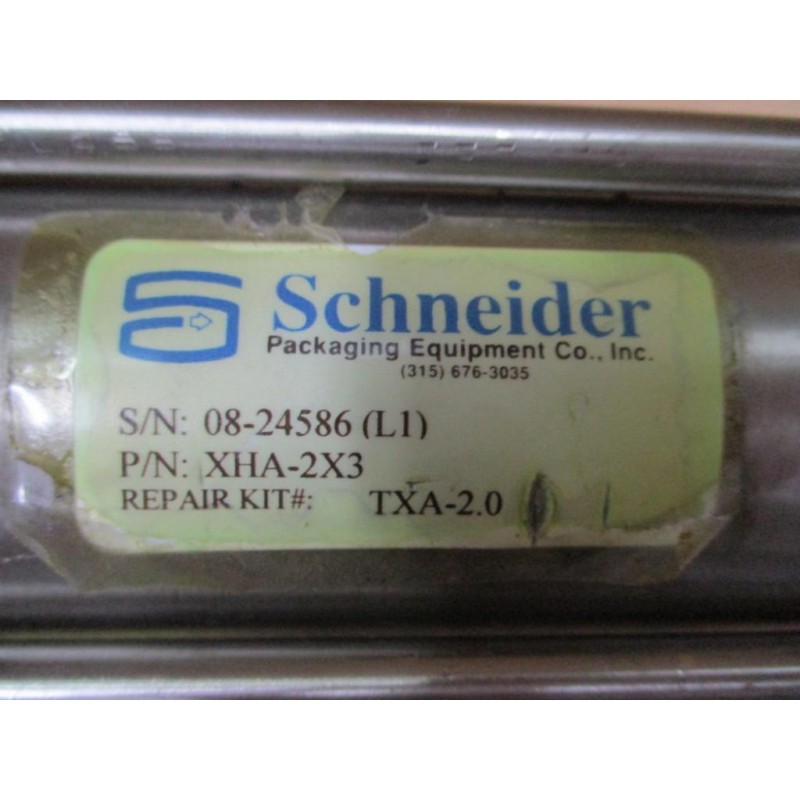 Schneider
Packaging Equipment Co., Inc.
(315) 676-3035
S/N: 08-24586 (L1)
P/N: XHA-2X3
REPAIR KIT#: TXA-2.0